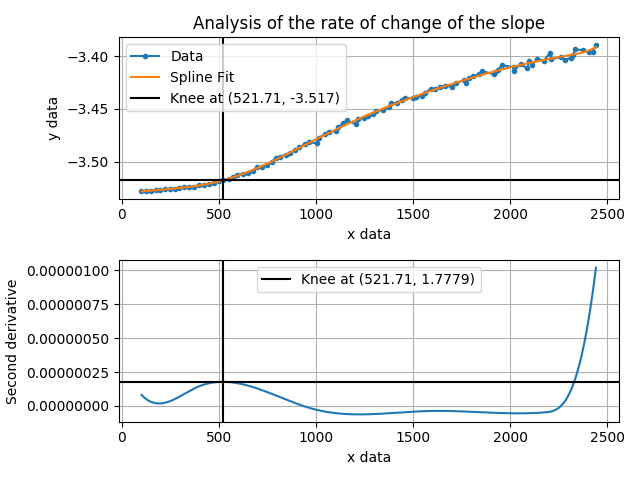 Analysis of the rate of change of the slope
−3.40
−3.45
−3.50
y data
Data
Spline Fit
Knee at (521.71, -3.517)
0 500 1000 1500 2000 2500
x data
0.00000100
0.00000075
0.00000050
0.00000025
0.00000000
Second derivative
Knee at (521.71, 1.7779)
0 500 1000 1500 2000 2500
x data